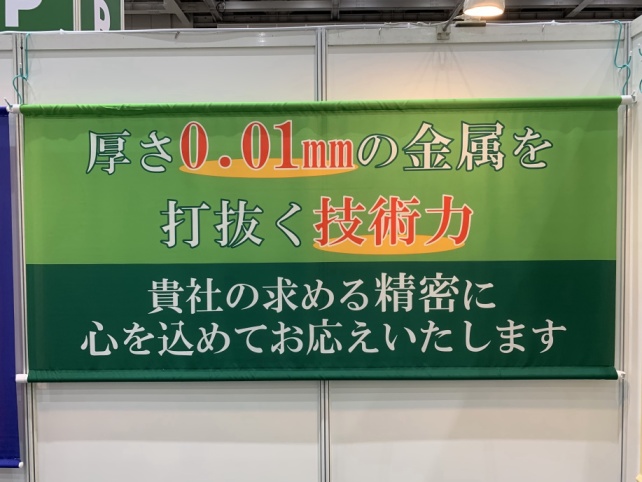 厚さ0.01mmの金属を
打抜く技術力
貴社の求める精密に
心を込めてお応えいたします